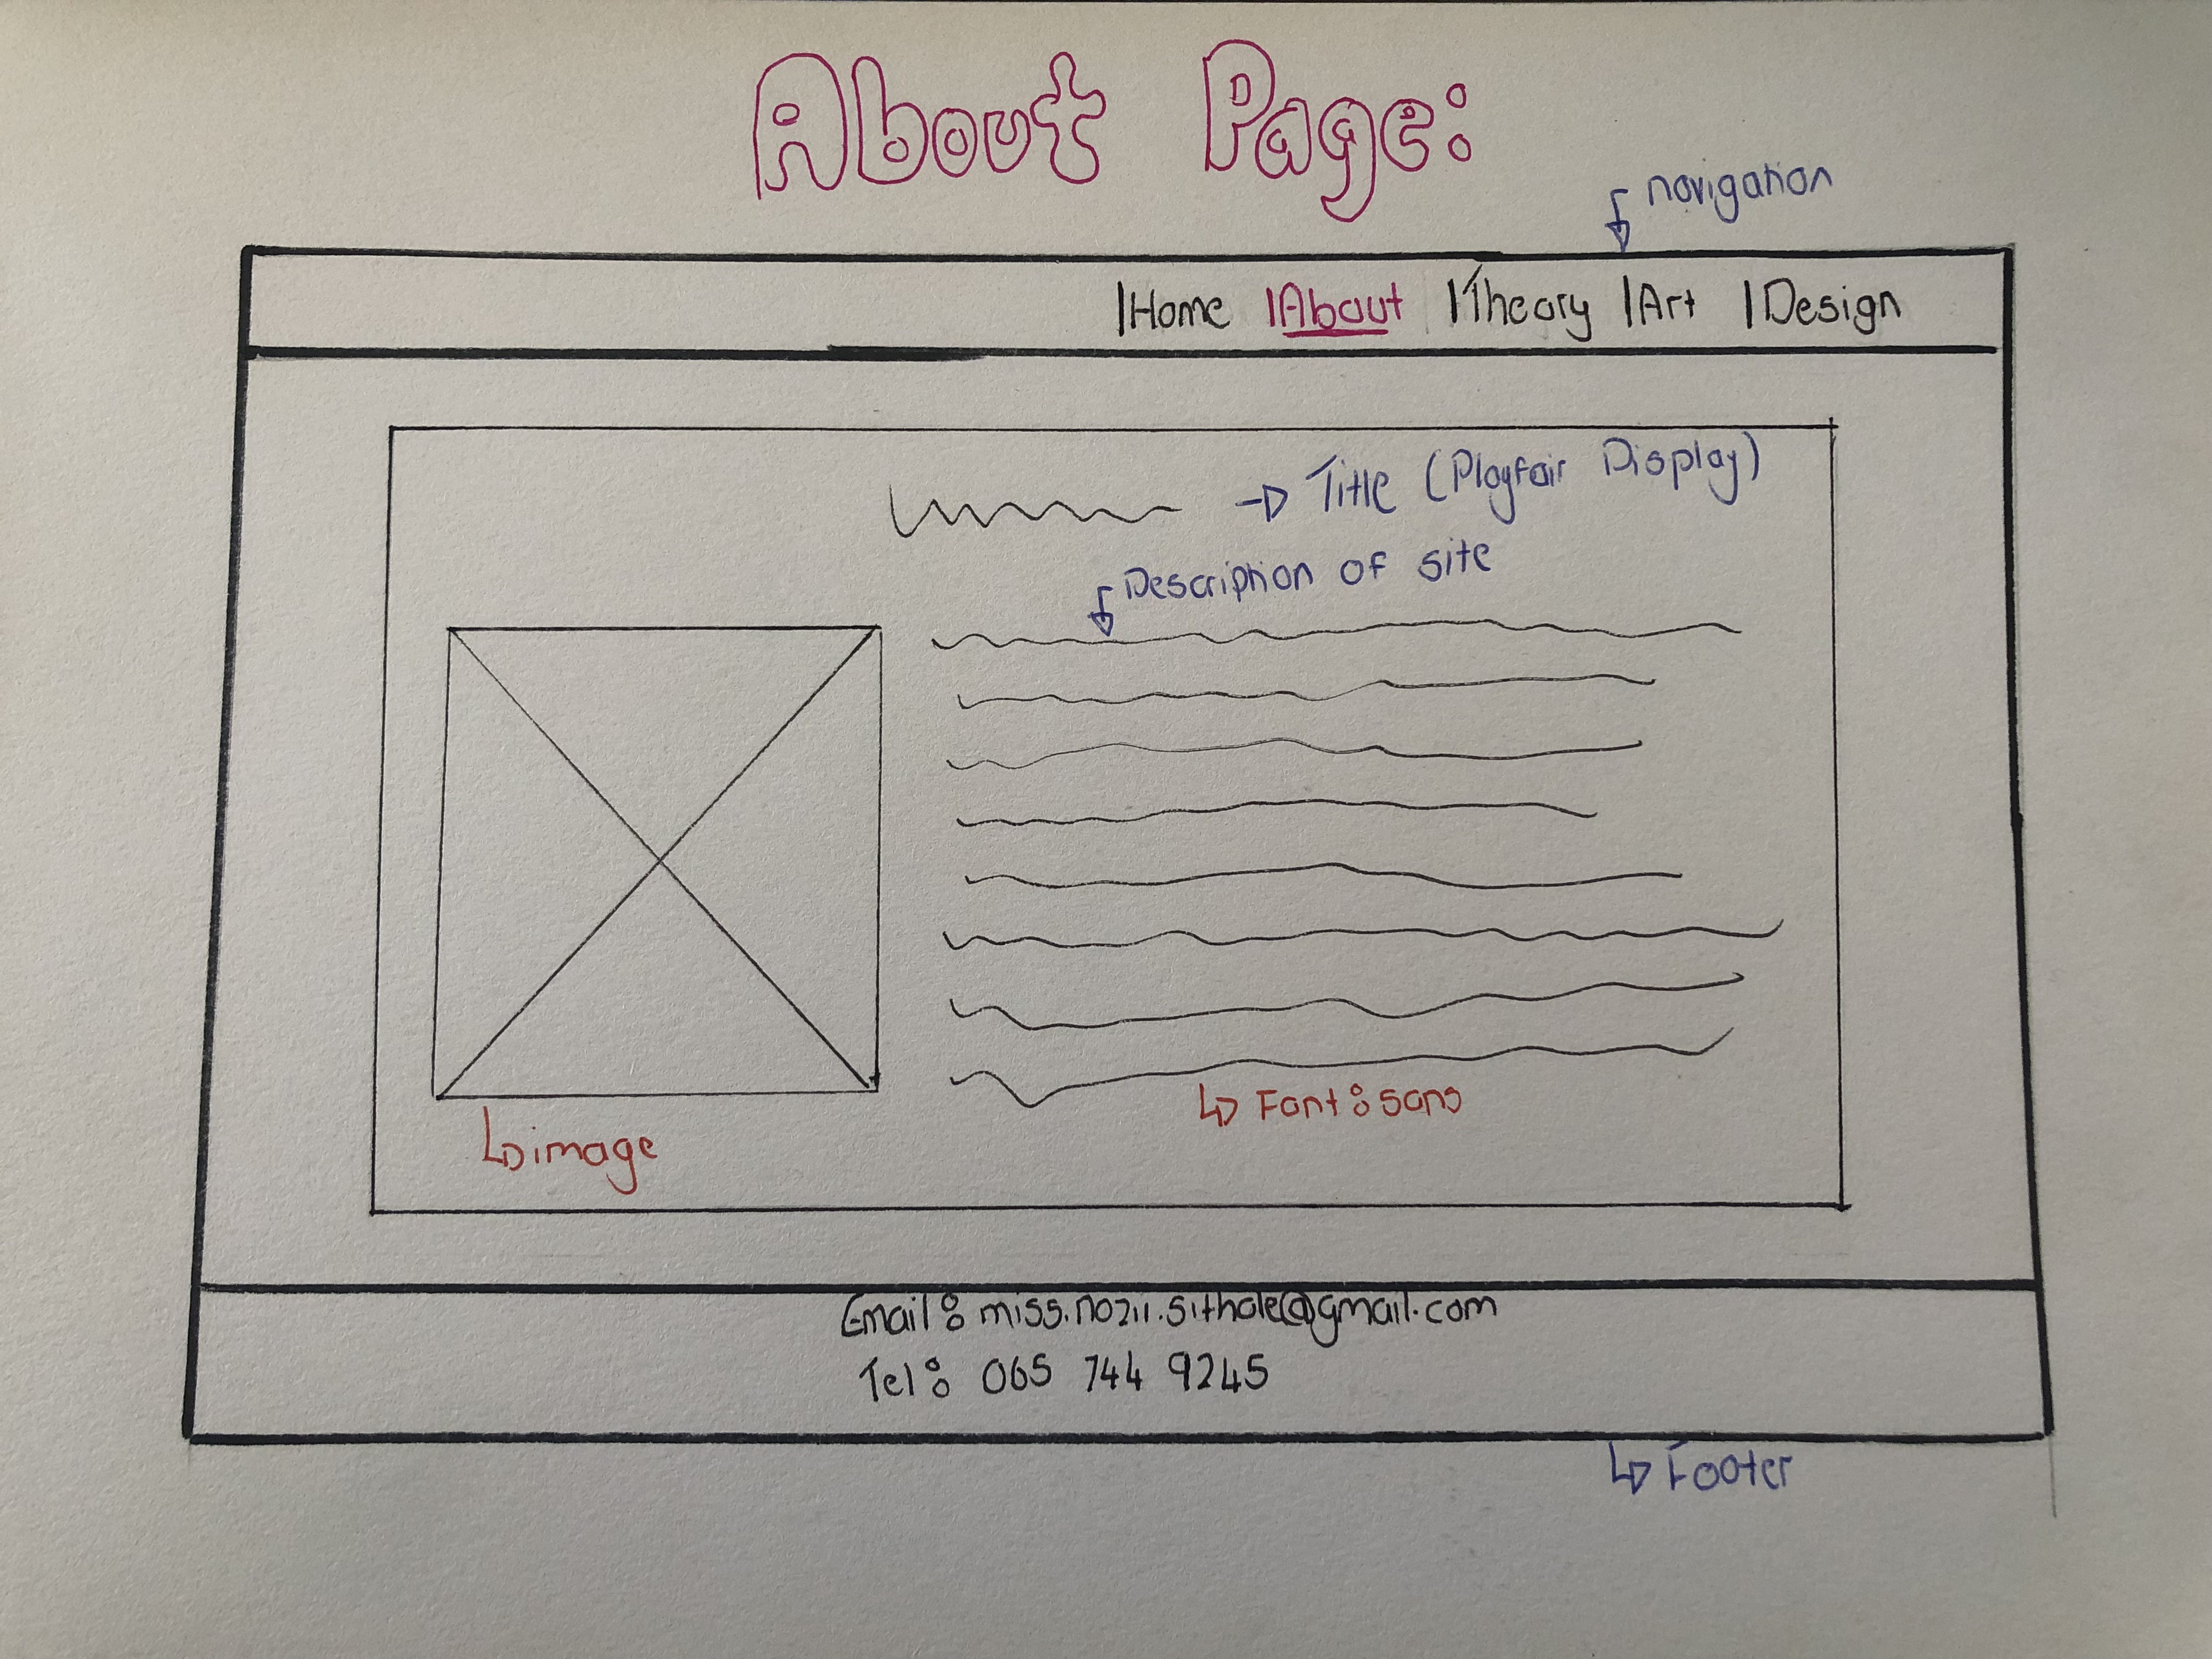 About Page:
navigation
|Home |About |Theory |Art |Design
Title (Playfair Display)
Description of site
Font: sans
image
Email: miss.nozii.sithole@gmail.com
Tel: 065 744 9245
Footer